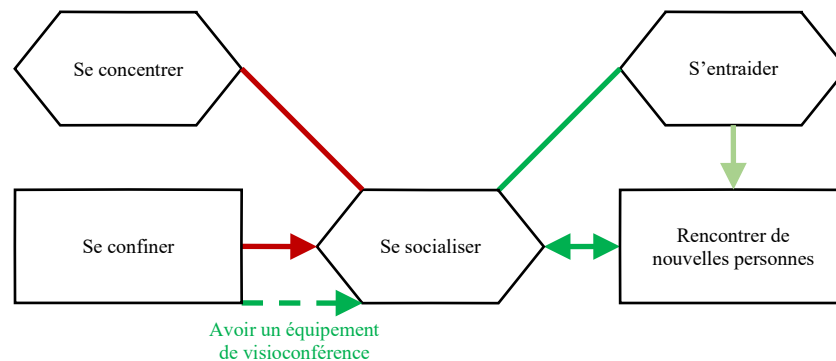 Se concentrer
S’entraider
Se confiner
Se socialiser
Rencontrer de
nouvelles personnes
Avoir un équipement
de visioconférence